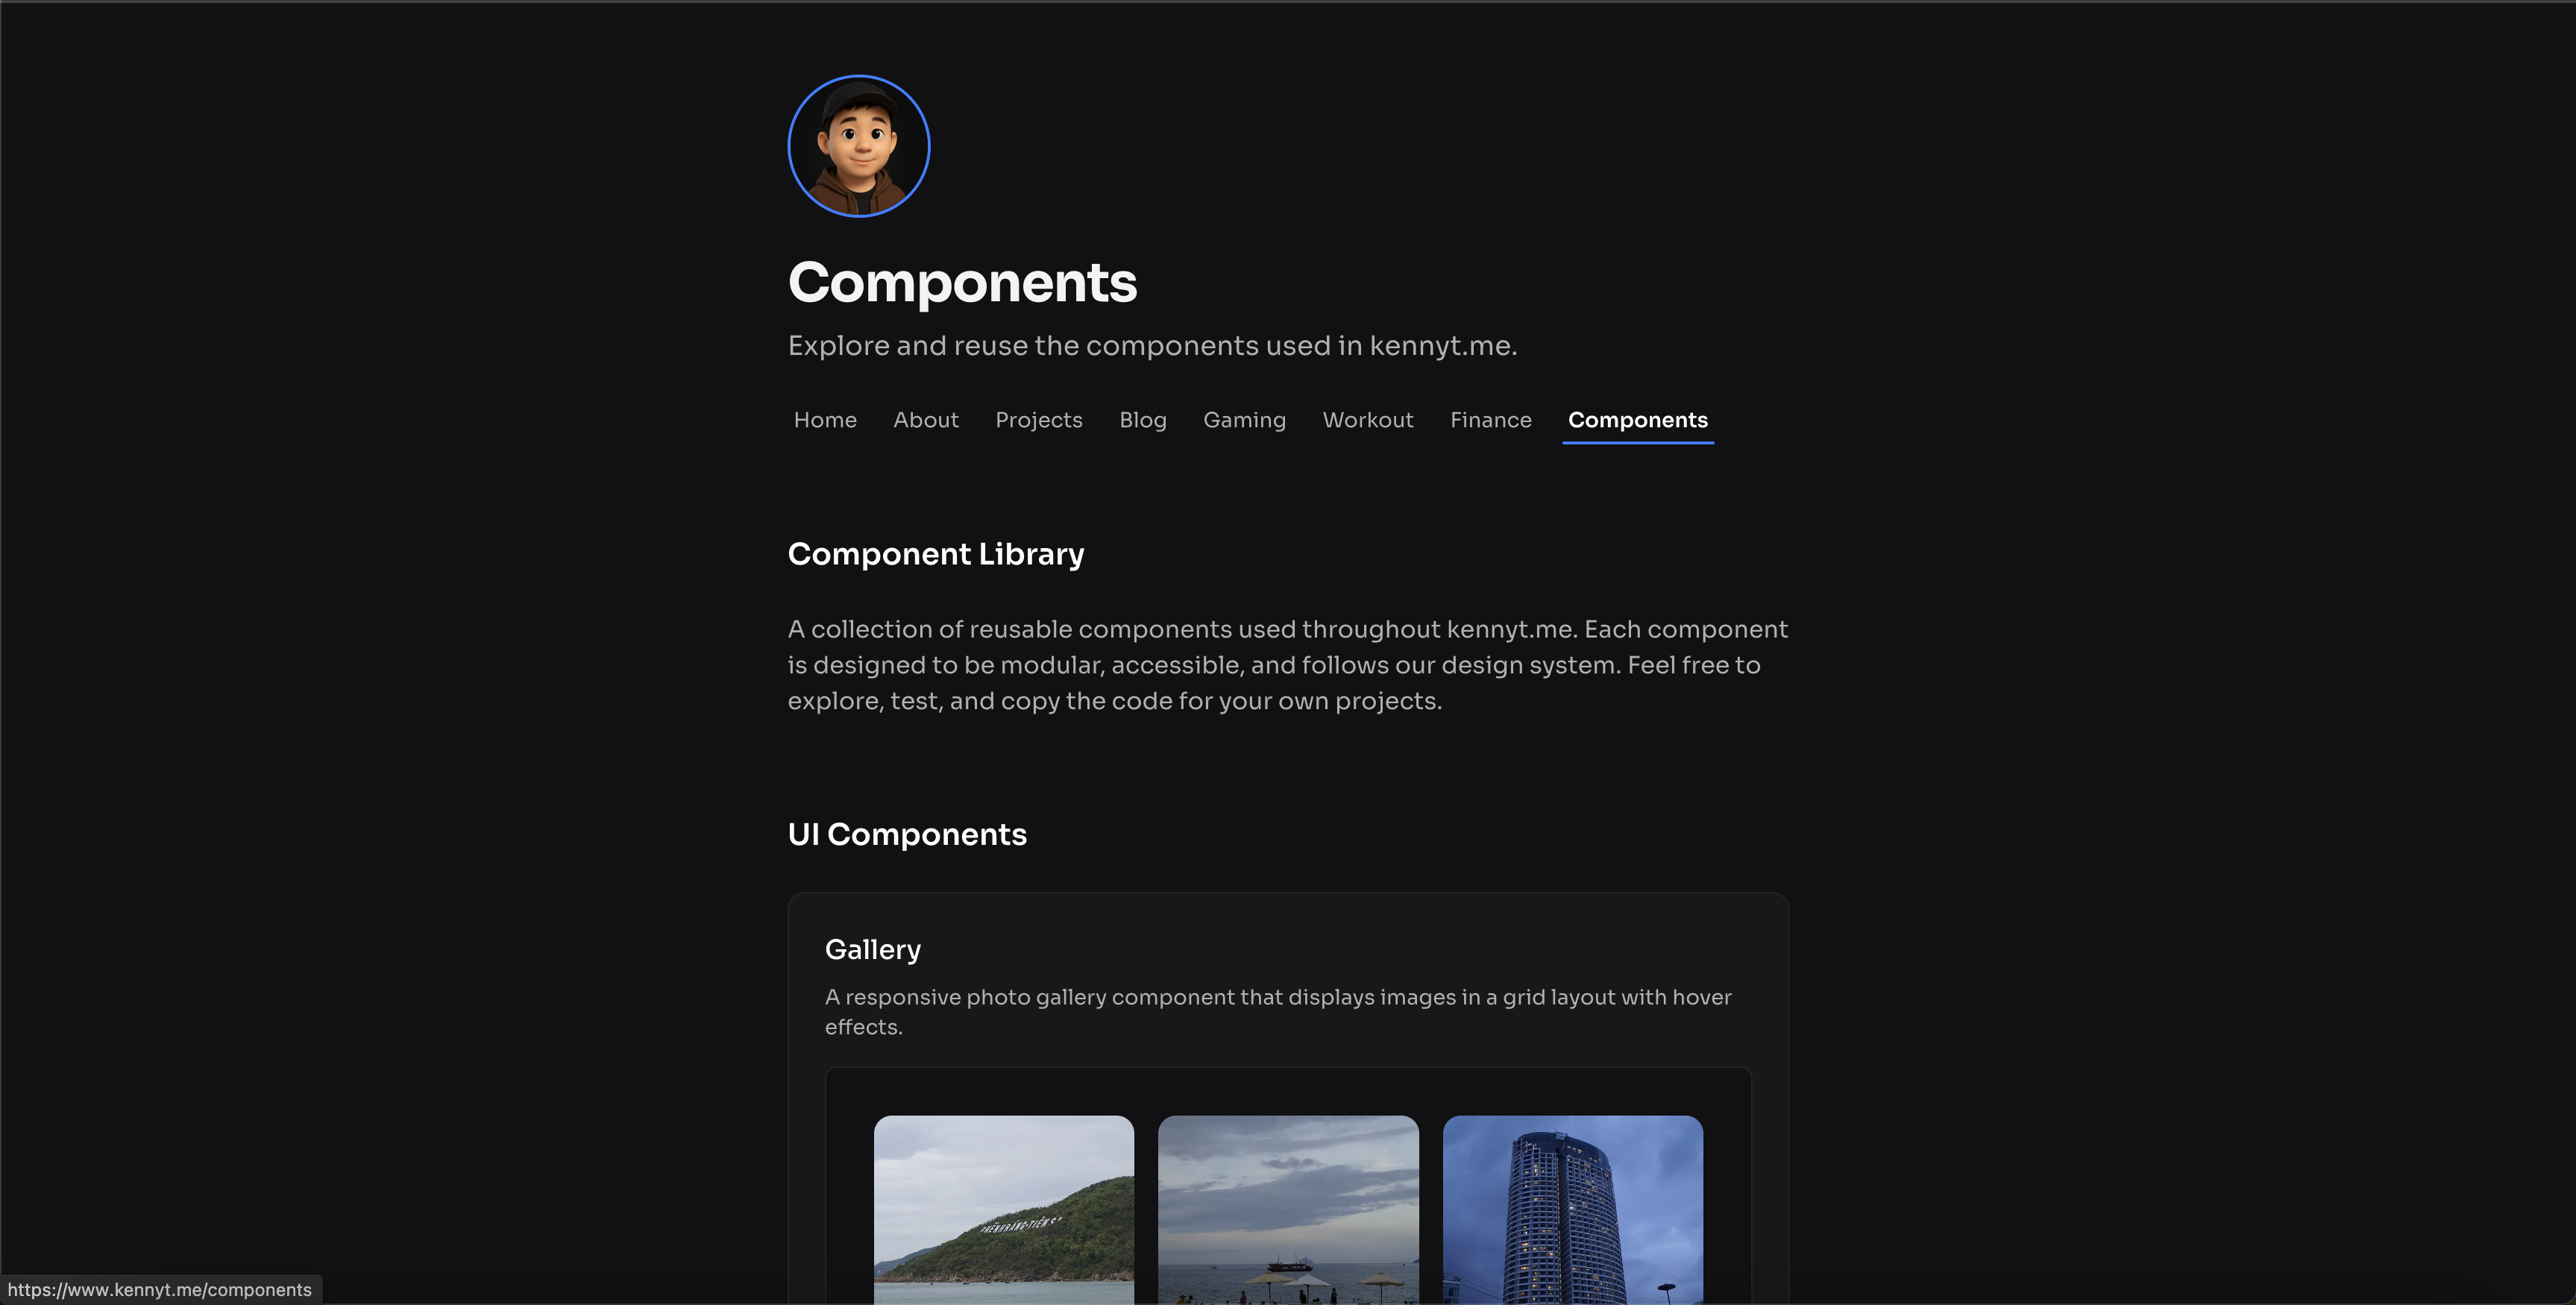 Components
Explore and reuse the components used in kennyt.me.
Home About Projects Blog Gaming Workout Finance Components
Component Library
A collection of reusable components used throughout kennyt.me. Each component
is designed to be modular, accessible, and follows our design system. Feel free to
explore, test, and copy the code for your own projects.
UI Components
Gallery
A responsive photo gallery component that displays images in a grid layout with hover
effects.
https://www.kennyt.me/components